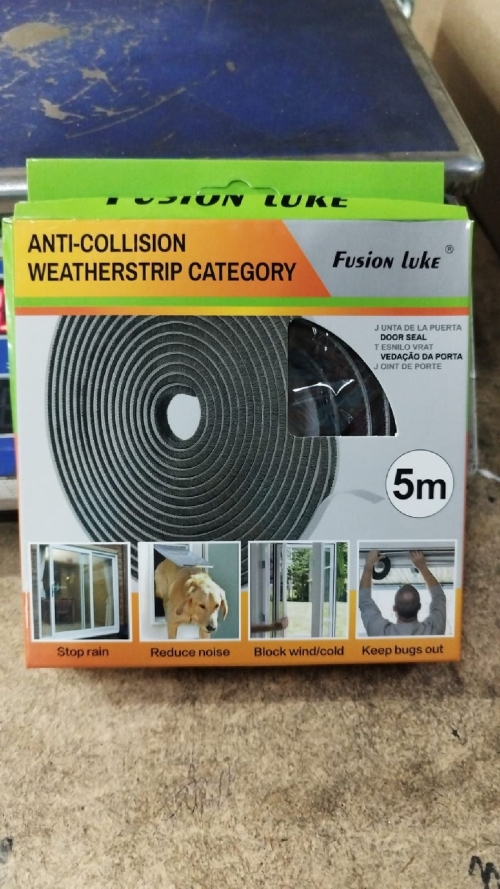 FUSION LUKE
ANTI-COLLISION
WEATHERSTRIP CATEGORY
FUSION LUKE ®
J UNTA DE LA PUERTA
DOOR SEAL
T ESNILO VRAT
VEDAÇÃO DA PORTA
J OINT DE PORTE
5m
Stop rain
Reduce noise
Block wind/cold
Keep bugs out